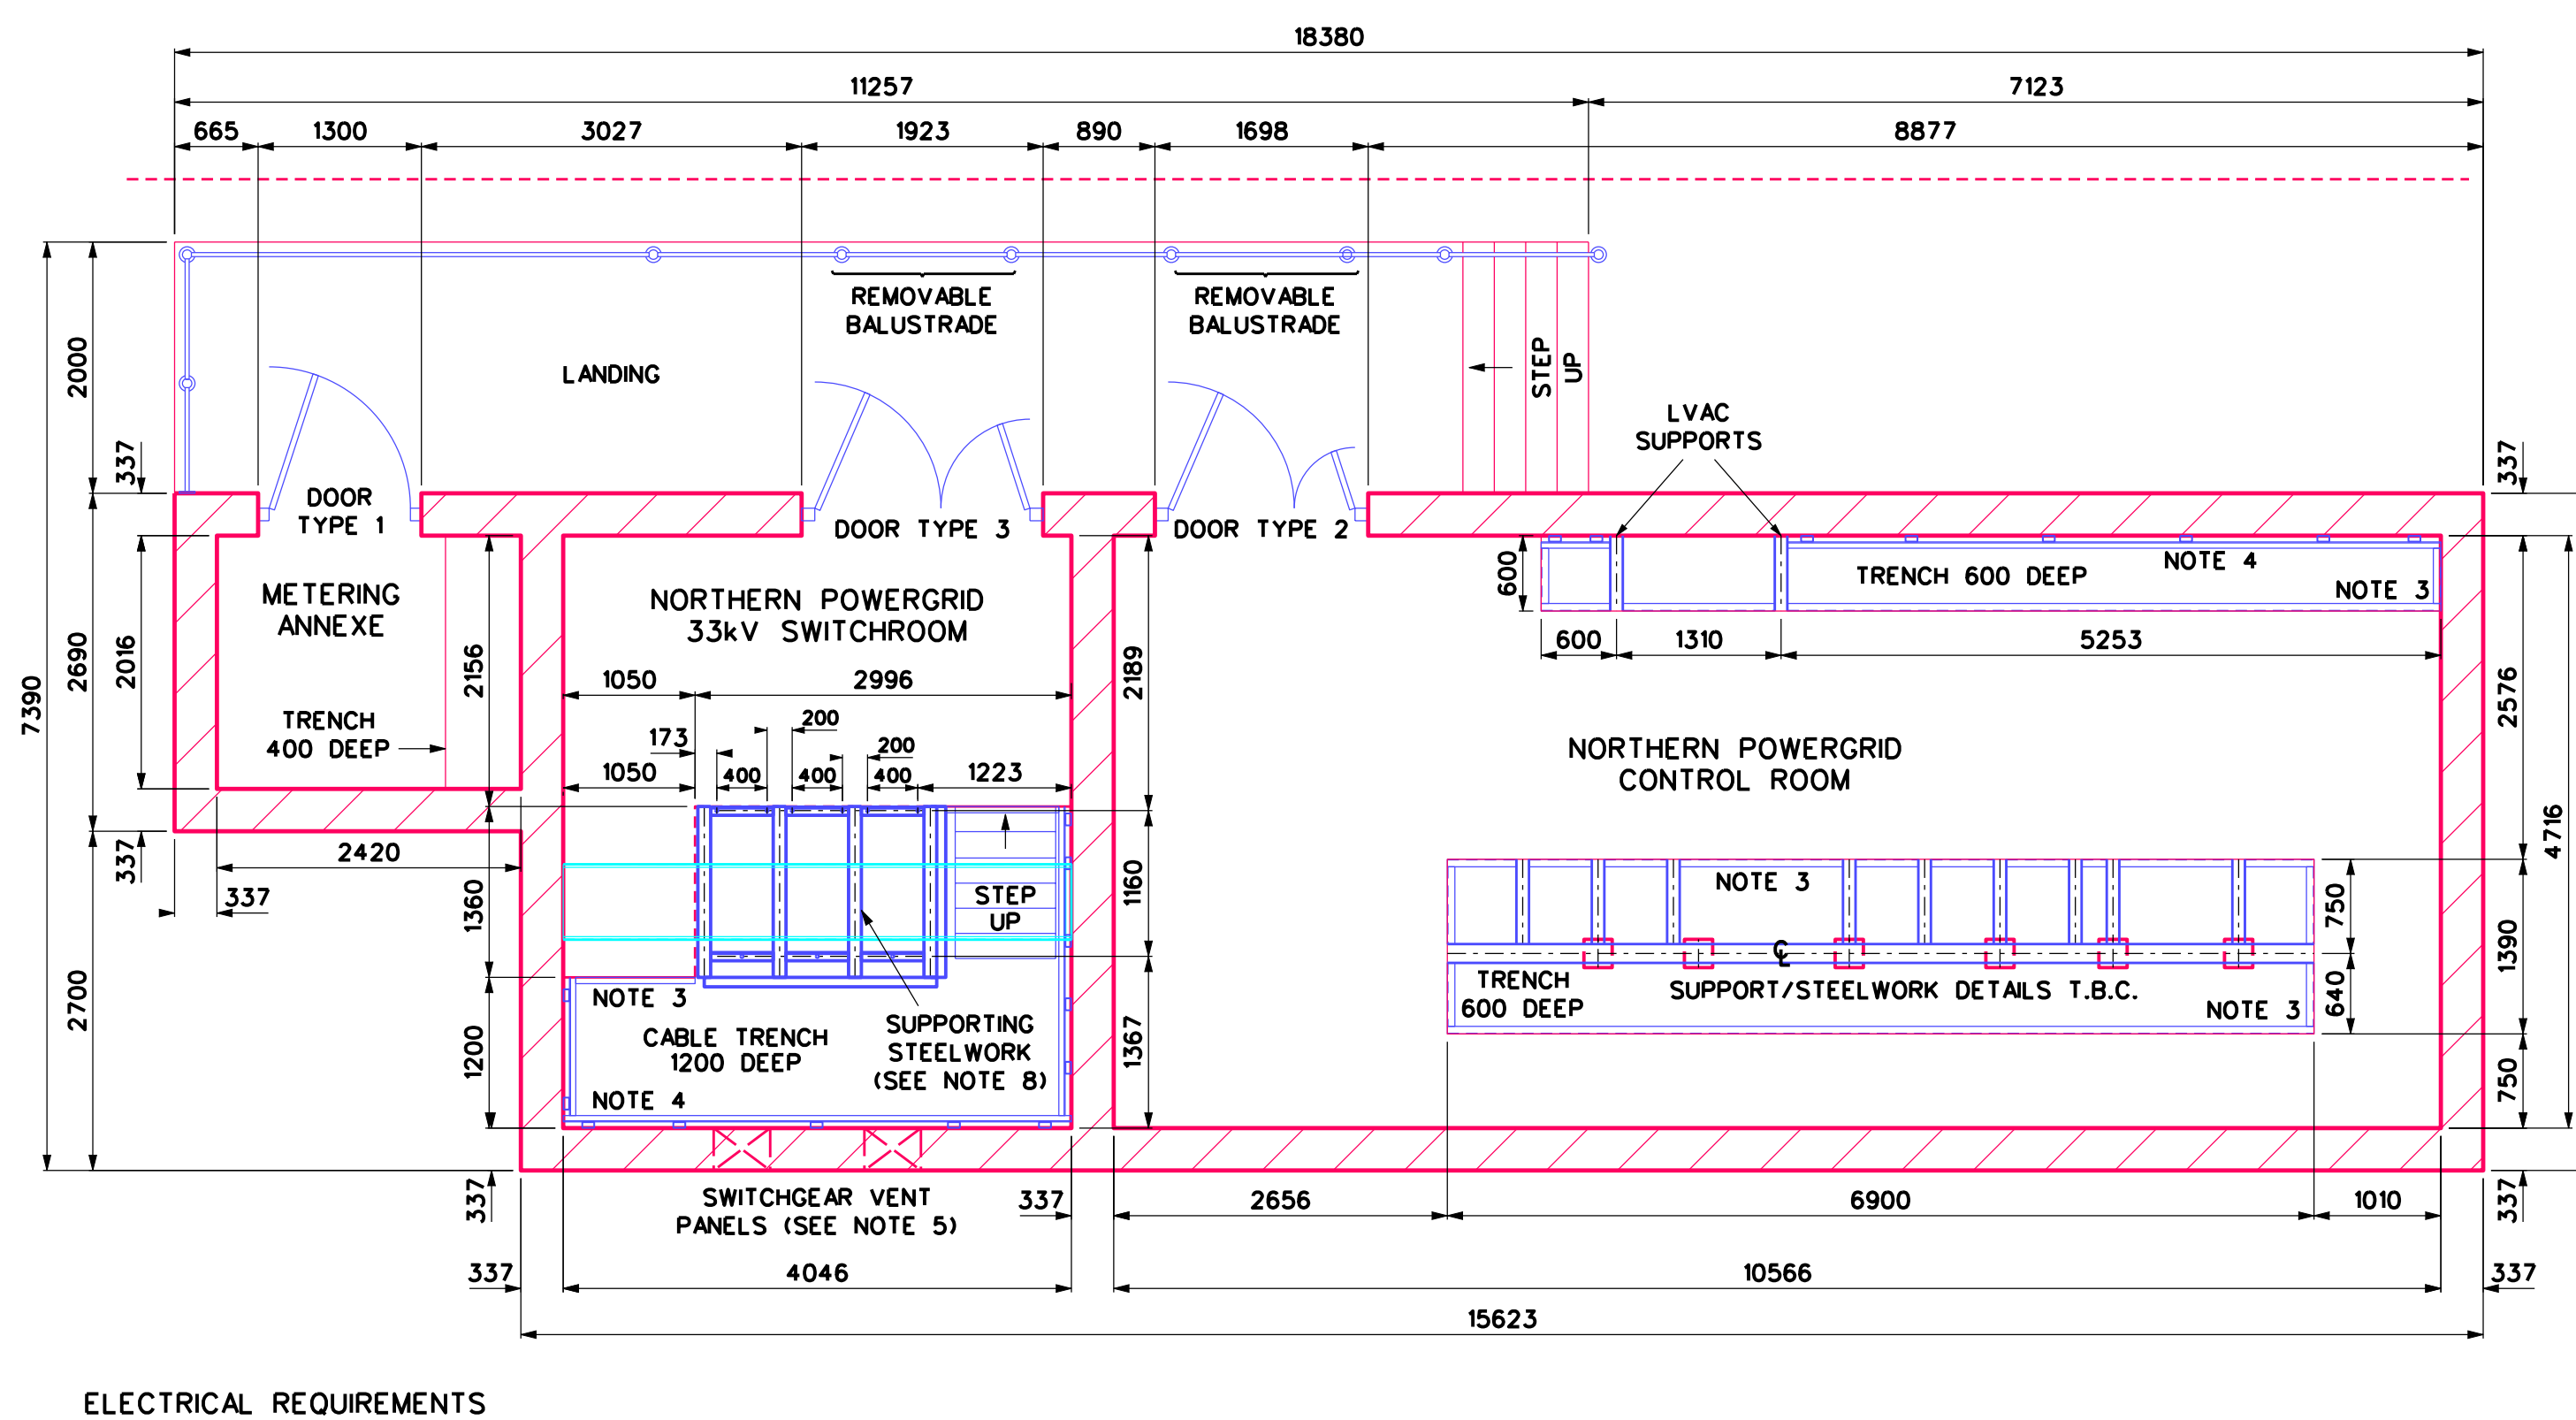 18380
11257 7123
665 1300 3027 1923 890 1698 8877
REMOVABLE
BALUSTRADE
REMOVABLE
BALUSTRADE
LANDING
STEP
UP
2000
337
LVAC
SUPPORTS
337
DOOR
TYPE 1
DOOR TYPE 3
DOOR TYPE 2
600
TRENCH 600 DEEP
NOTE 4
NOTE 3
METERING
ANNEXE
NORTHERN POWERGRID
33kV SWITCHROOM
600 1310 5253
7390
2690
2016
2156
1050 2996
2189
2576
4716
TRENCH
400 DEEP
200
173
200
1050 400 400 400 1223
NORTHERN POWERGRID
CONTROL ROOM
337
2420
337
1360
STEP
UP
1160
NOTE 3
750
1390
640
℄
TRENCH
600 DEEP
SUPPORT/STEELWORK DETAILS T.B.C.
NOTE 3
2700
1200
NOTE 3
CABLE TRENCH
1200 DEEP
NOTE 4
SUPPORTING
STEELWORK
(SEE NOTE 8)
1367
750
337
SWITCHGEAR VENT
PANELS (SEE NOTE 5)
337
2656 6900 1010
337
337 4046 10566 337
15623
ELECTRICAL REQUIREMENTS